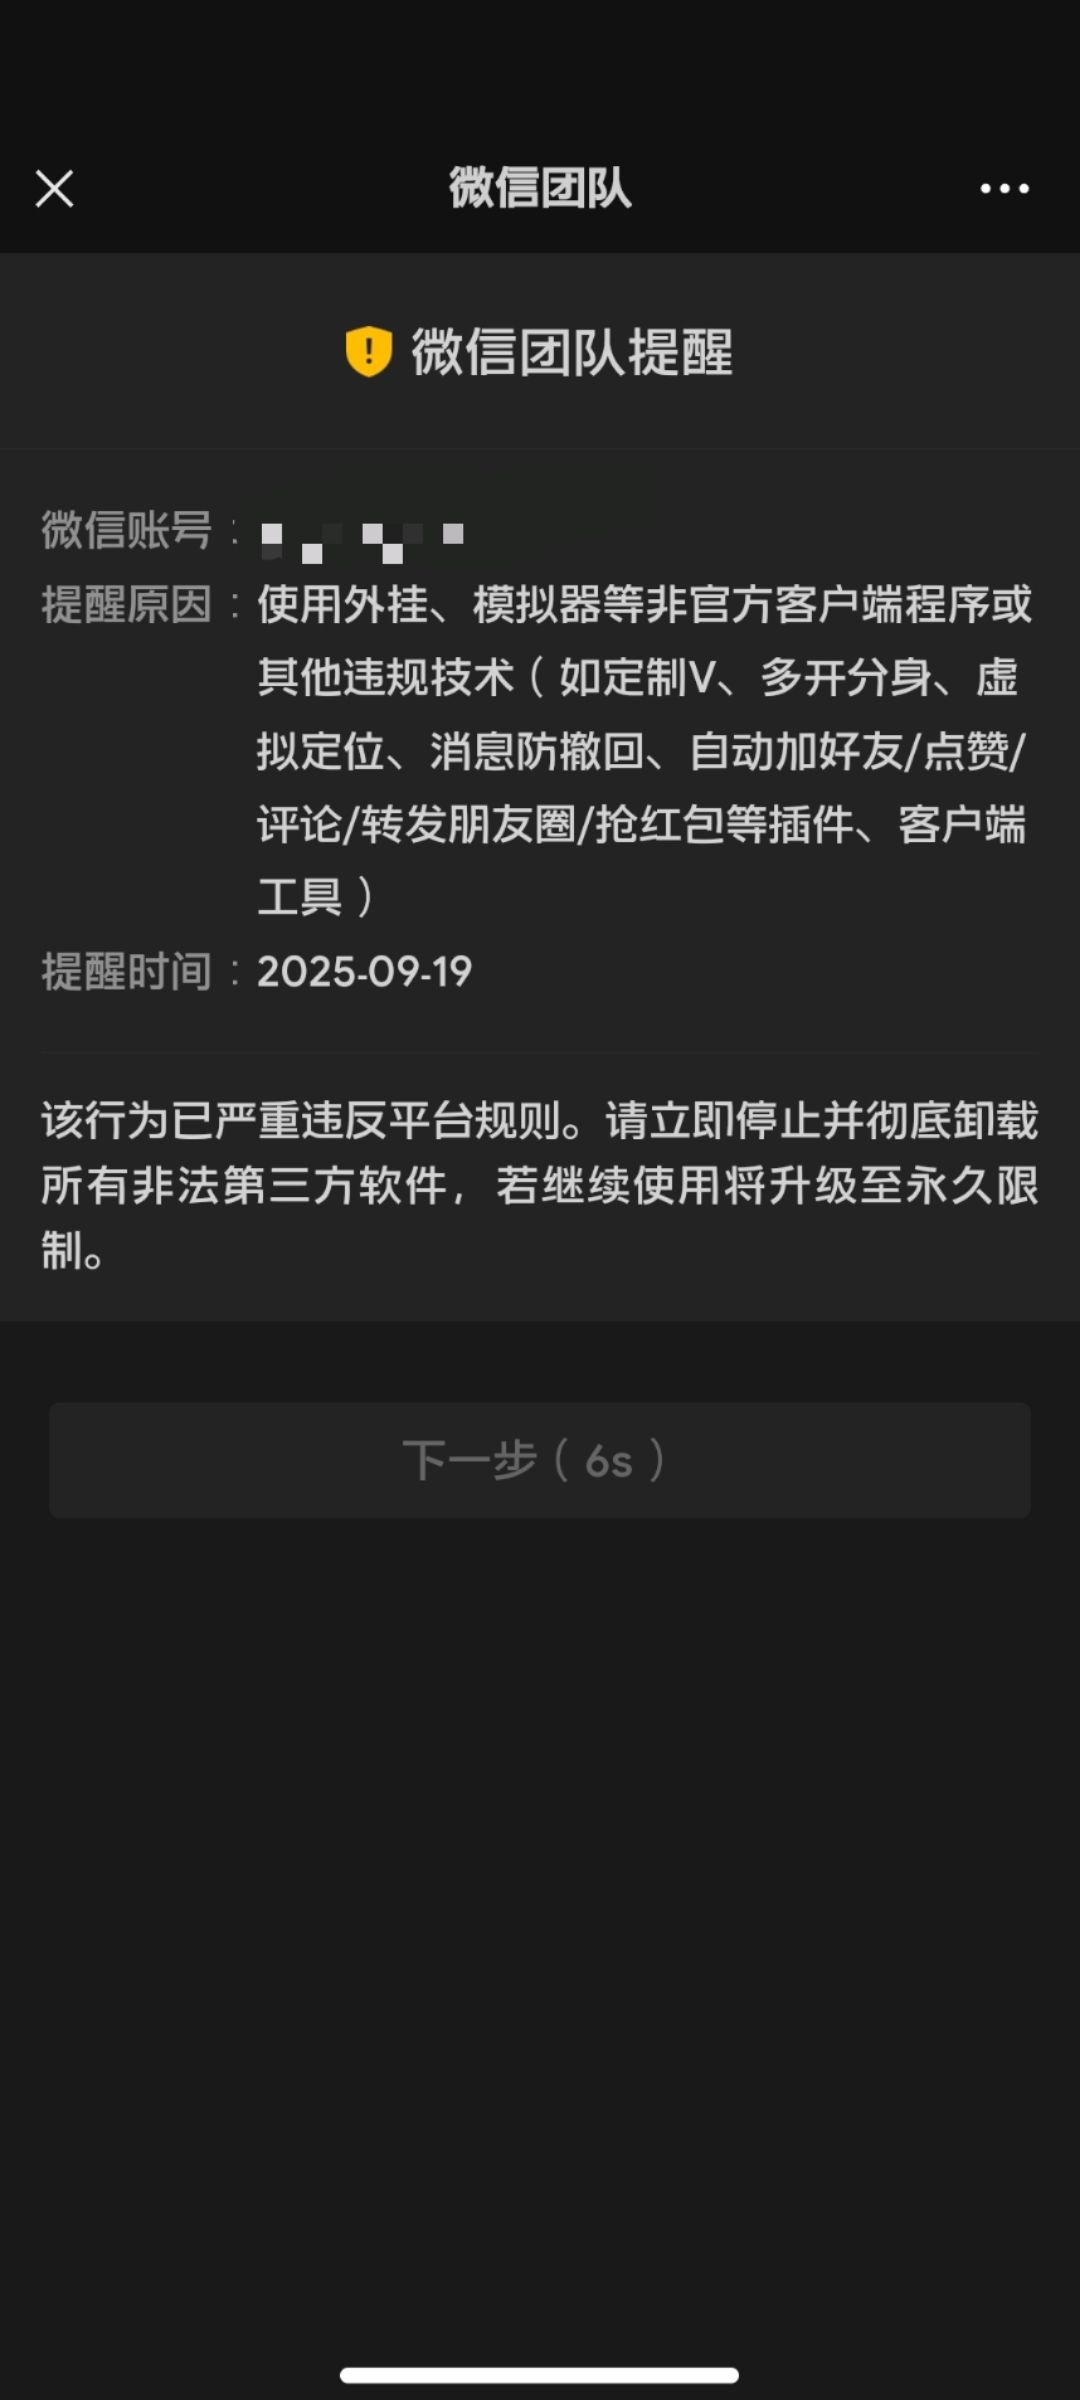 微信团队
微信团队提醒
微信账号：
提醒原因：使用外挂、模拟器等非官方客户端程序或
其他违规技术（如定制V、多开分身、虚
拟定位、消息防撤回、自动加好友/点赞/
评论/转发朋友圈/抢红包等插件、客户端
工具）
提醒时间：2025-09-19
该行为已严重违反平台规则。请立即停止并彻底卸载
所有非法第三方软件，若继续使用将升级至永久限
制。
下一步（6s）